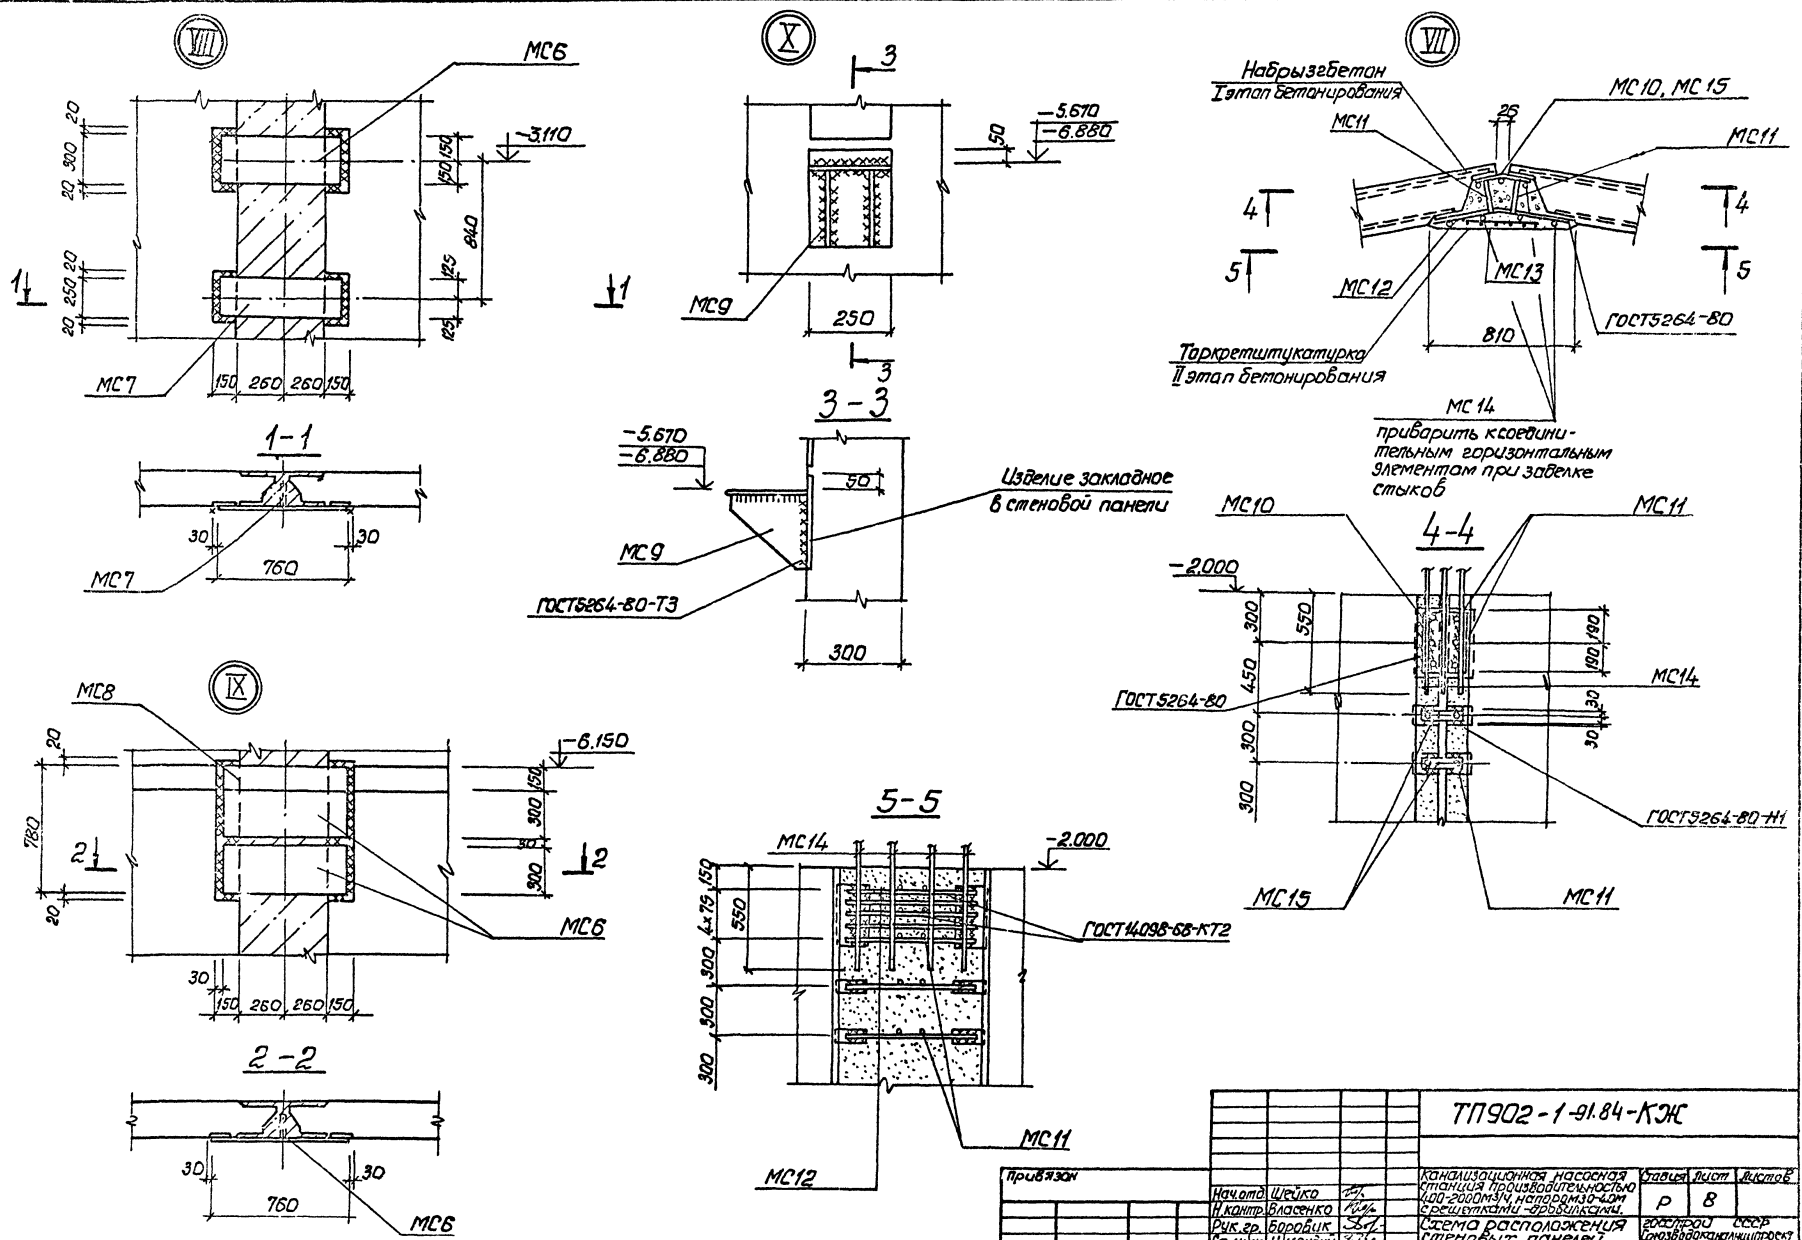 VIII
МС6
20
300
20
150
150
-3.110
840
20
250
20
125
125
1
1
МС7
150
260
260
150
1-1
30
30
760
МС7
X
3
-5.670
-6.880
50
МС9
250
3
3-3
-5.670
-6.880
50
Изделие закладное
в стеновой панели
МС9
ГОСТ5264-80-Т3
300
VII
Набрызгбетон
I этап бетонирования
МС10, МС15
26
МС11
МС11
4
4
5
5
МС13
МС12
ГОСТ5264-80
810
Торкретштукатурка
II этап бетонирования
МС14
приварить к соедини-
тельным горизонтальным
элементам при заделке
стыков
МС10
МС11
4-4
-2.000
300
550
190
190
450
МС14
ГОСТ5264-80
30
30
300
300
ГОСТ5264-80-Н1
МС15
МС11
IX
МС8
20
-6.150
150
300
780
30
2
2
300
20
МС6
30
150
260
260
150
2-2
30
30
760
МС6
5-5
МС14
-2.000
150
4×75
550
ГОСТ14098-68-КТ2
300
300
300
МС11
МС12
ТП902-1-91.84-КЖ
Привязан
Канализационная насосная
станция производительностью
с решетками-дробилками.
Стадия Лист Листов
Р 8
Нач.отд. Шейко
Н.контр. Власенко
Рук.гр. Боровик
Схема расположения
стеновых панелей
Госстрой СССР
Союзводоканалниипроект